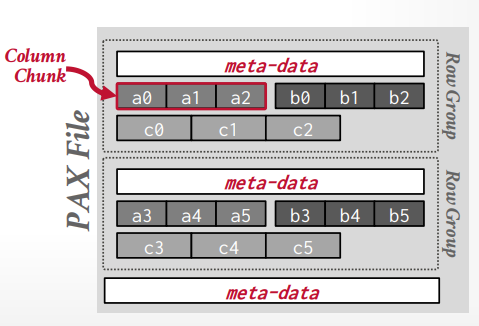 Column
Chunk
PAX File
meta-data
a0 a1 a2 b0 b1 b2
c0 c1 c2
Row Group
meta-data
a3 a4 a5 b3 b4 b5
c3 c4 c5
Row Group
meta-data